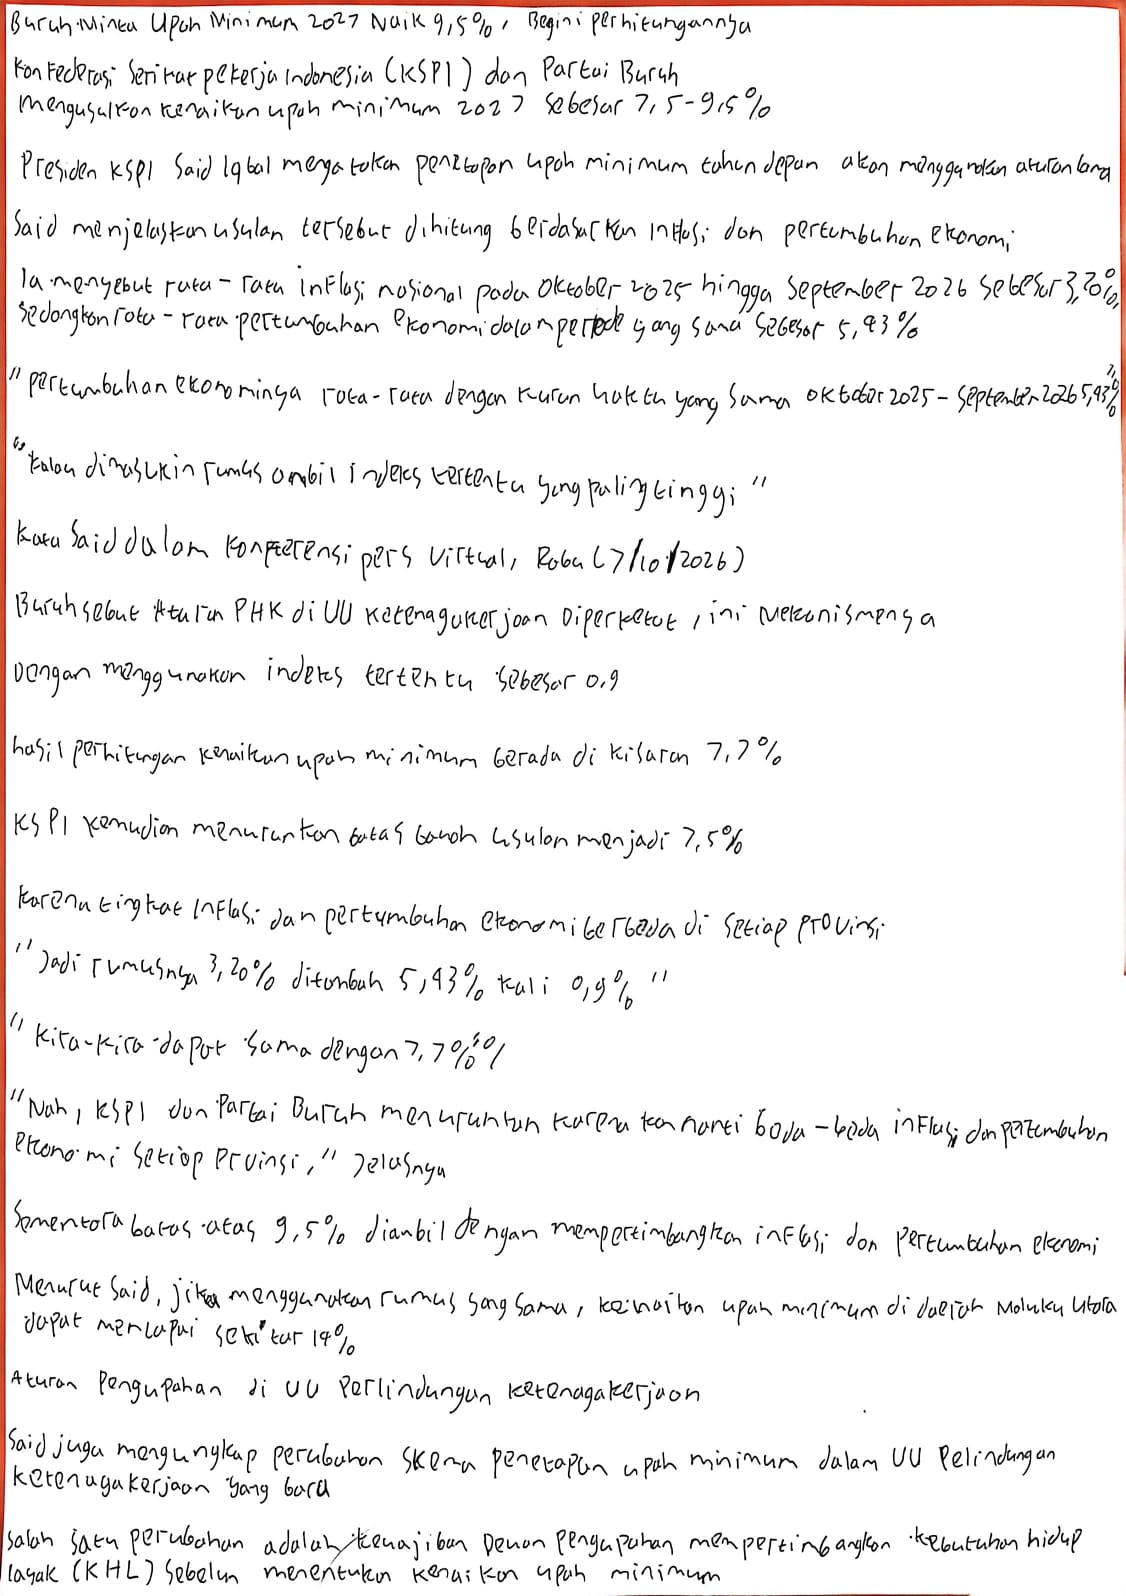 Buruh Minta Upah Minimum 2027 Naik 9,5%, Begini perhitungannya
Konfederasi Serikat pekerja Indonesia (KSPI) dan Partai Buruh
mengusulkan kenaikan upah minimum 2027 sebesar 7,5-9,5%
Presiden KSPI Said Iqbal mengatakan penetapan upah minimum tahun depan akan menggunakan aturan lama
Said menjelaskan usulan tersebut dihitung berdasarkan Inflasi dan pertumbuhan ekonomi
Ia menyebut rata-rata inflasi nasional pada Oktober 2025 hingga September 2026 sebesar 3,20%,
Sedangkan rata-rata pertumbuhan ekonomi dalam periode yang sama sebesar 5,43%
"pertumbuhan ekonominya rata-rata dengan kurun waktu yang sama oktober 2025 - September 2026 5,43%"
"kalau dimasukin rumus ambil indeks tertentu yang paling tinggi"
kata Said dalam Konferensi pers virtual, Rabu (7/10/2026)
Buruh sebut Aturan PHK di UU Ketenagakerjaan Diperketat, ini Mekanismenya
Dengan menggunakan indeks tertentu sebesar 0,9
hasil perhitungan kenaikan upah minimum berada di kisaran 7,7%
KSPI kemudian menurunkan batas bawah usulan menjadi 7,5%
Karena tingkat Inflasi dan pertumbuhan ekonomi berbeda di setiap provinsi
"Jadi rumusnya 3,20% ditambah 5,43% kali 0,9%"
"Kira-kira dapat sama dengan 7,7%"
"Nah, KSPI dan Partai Buruh menurunkan karena kan nanti beda-beda inflasi dan pertumbuhan
ekonomi setiap Provinsi," Jelasnya
Sementara batas atas 9,5% diambil dengan mempertimbangkan inflasi dan pertumbuhan ekonomi
Menurut Said, jika menggunakan rumus yang sama, kenaikan upah minimum di daerah Maluku Utara
dapat mencapai sekitar 14%
Aturan Pengupahan di UU Perlindungan Ketenagakerjaan
Said juga mengungkap perubahan skema penetapan upah minimum dalam UU Pelindungan
Ketenagakerjaan yang baru
Salah satu perubahan adalah kewajiban Dewan Pengupahan mempertimbangkan kebutuhan hidup
layak (KHL) Sebelum menentukan kenaikan upah minimum